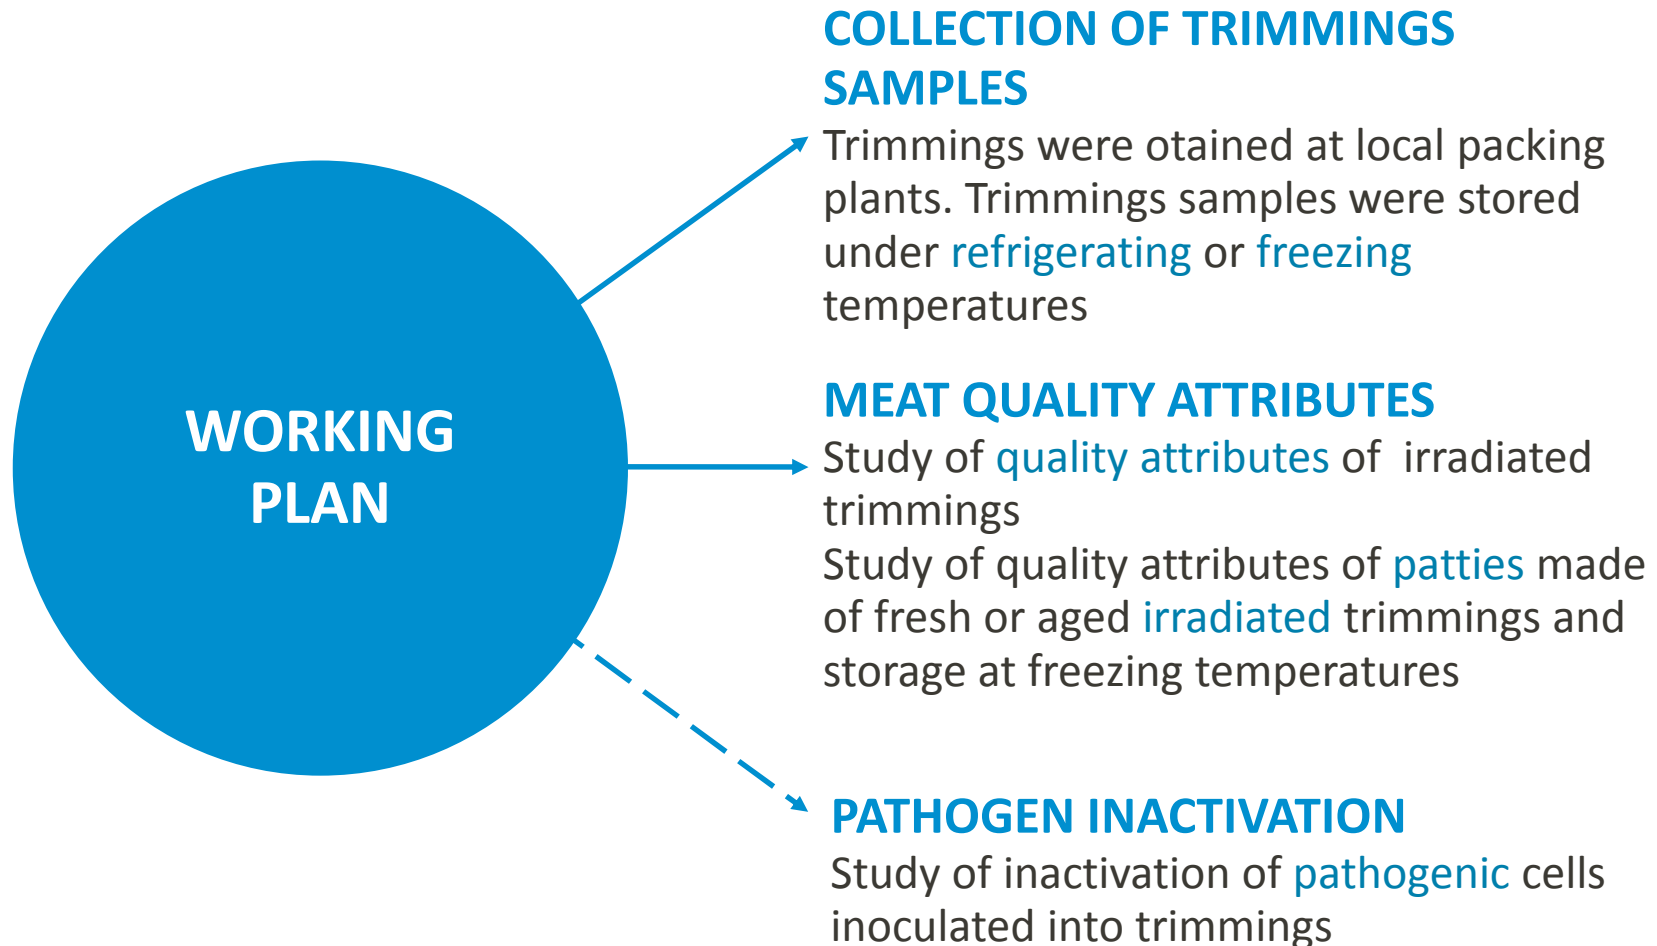 WORKING
PLAN
COLLECTION OF TRIMMINGS
SAMPLES
Trimmings were otained at local packing
plants. Trimmings samples were stored
under refrigerating or freezing
temperatures
MEAT QUALITY ATTRIBUTES
Study of quality attributes of irradiated
trimmings
Study of quality attributes of patties made
of fresh or aged irradiated trimmings and
storage at freezing temperatures
PATHOGEN INACTIVATION
Study of inactivation of pathogenic cells
inoculated into trimmings